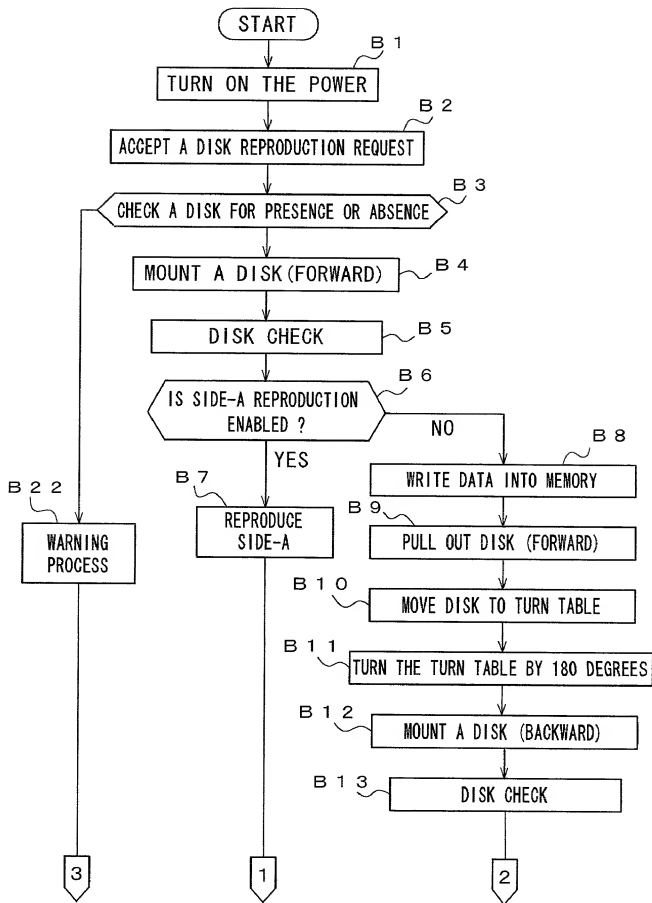 START
B 1
TURN ON THE POWER
B 2
ACCEPT A DISK REPRODUCTION REQUEST
B 3
CHECK A DISK FOR PRESENCE OR ABSENCE
B 4
MOUNT A DISK(FORWARD)
B 5
DISK CHECK
B 6
IS SIDE-A REPRODUCTION
ENABLED ?
NO
YES
B 8
WRITE DATA INTO MEMORY
B 7
REPRODUCE
SIDE-A
B 2 2
WARNING
PROCESS
B 9
PULL OUT DISK (FORWARD)
B 1 0
MOVE DISK TO TURN TABLE
B 1 1
TURN THE TURN TABLE BY 180 DEGREES
B 1 2
MOUNT A DISK (BACKWARD)
B 1 3
DISK CHECK
3
1
2